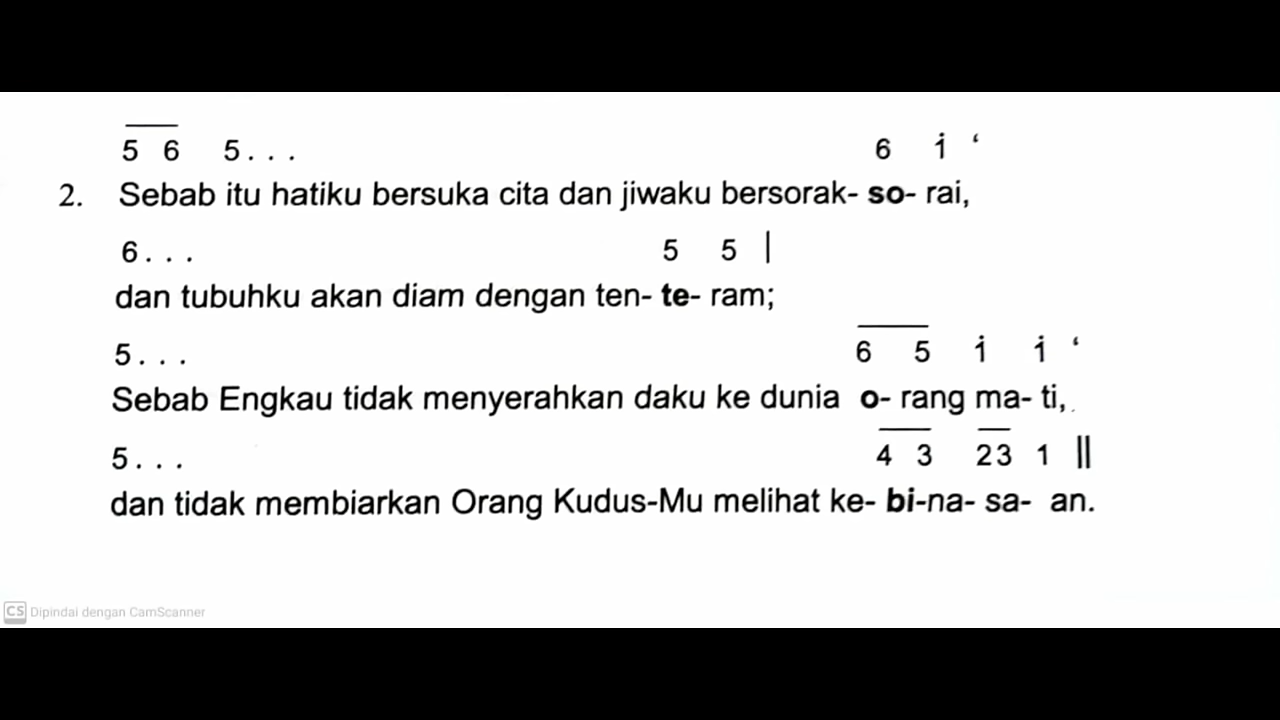 5 6 5 . . . 6 i ‘
2. Sebab itu hatiku bersuka cita dan jiwaku bersorak- so- rai,
6 . . . 5 5 |
dan tubuhku akan diam dengan ten- te- ram;
5 . . . 6 5 i i ‘
Sebab Engkau tidak menyerahkan daku ke dunia o- rang ma- ti,
5 . . . 4 3 23 1 ||
dan tidak membiarkan Orang Kudus-Mu melihat ke- bi-na- sa- an.
CS Dipindai dengan CamScanner